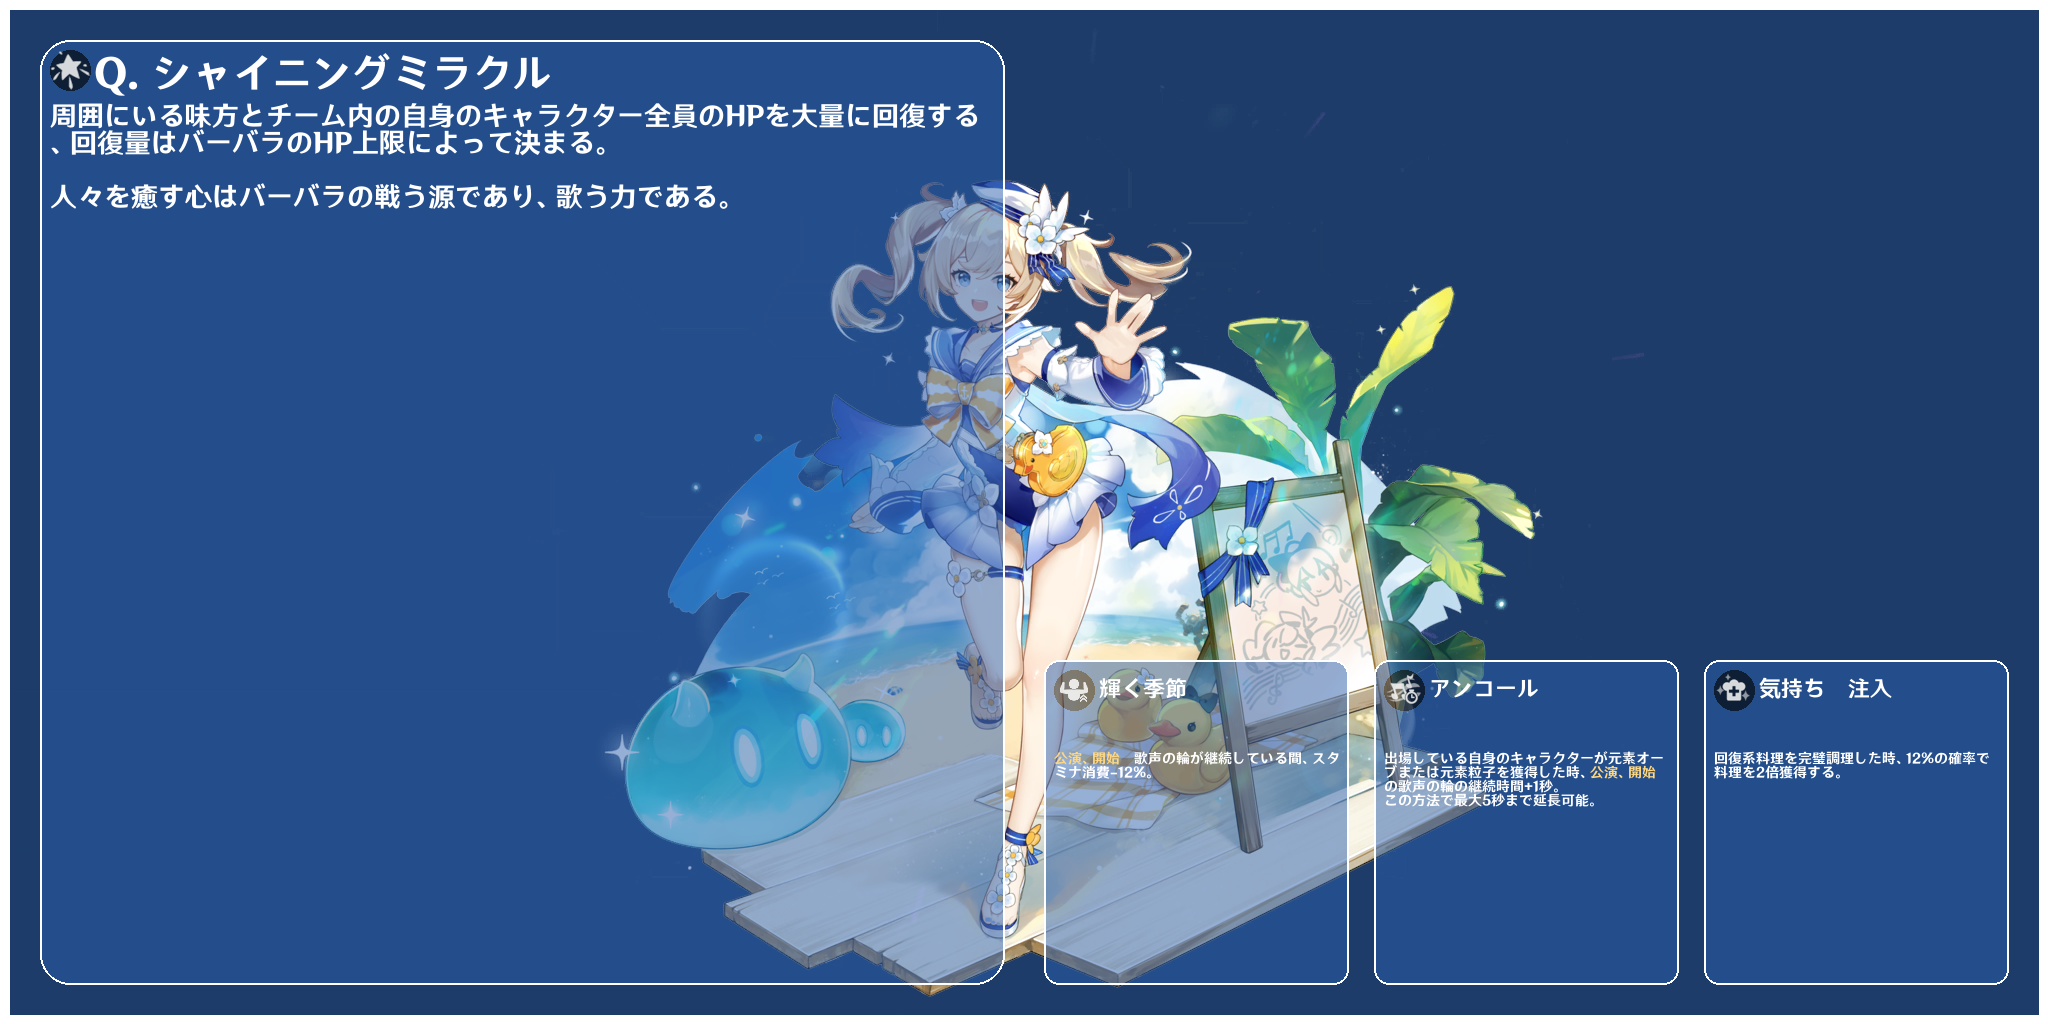 Q. シャイニングミラクル
周囲にいる味方とチーム内の自身のキャラクター全員のHPを大量に回復する
、回復量はバーバラのHP上限によって決まる。
人々を癒す心はバーバラの戦う源であり、歌う力である。
輝く季節
公演、開始　歌声の輪が継続している間、スタ
ミナ消費-12%。
アンコール
出場している自身のキャラクターが元素オー
ブまたは元素粒子を獲得した時、公演、開始
の歌声の輪の継続時間+1秒。
この方法で最大5秒まで延長可能。
気持ち　注入
回復系料理を完璧調理した時、12%の確率で
料理を2倍獲得する。